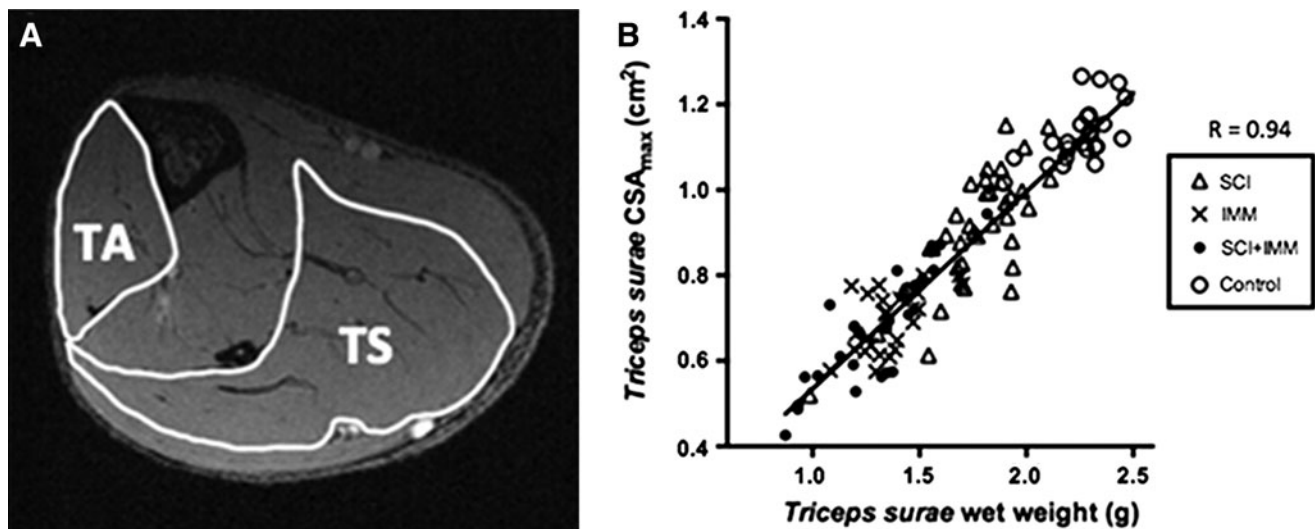 A
TA
TS
B
Triceps surae CSAmax (cm²)
1.4
1.2
1.0
0.8
0.6
0.4
1.0 1.5 2.0 2.5
Triceps surae wet weight (g)
R = 0.94
SCI
IMM
SCI+IMM
Control